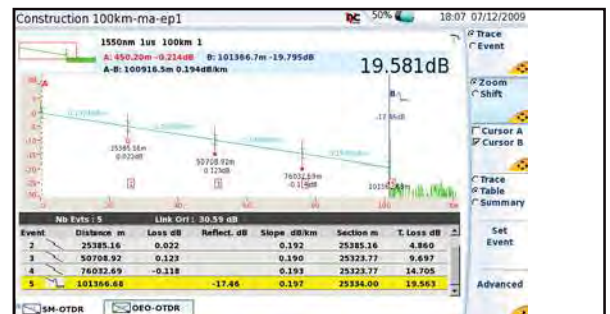 Construction 100km-ma-ep1 50% 18:07 07/12/2009
1550nm 1us 100km 1
A: 450.20m -0.214dB B: 101366.7m -19.795dB
A-B: 100916.5m 0.194dB/km
19.581dB
A
B
-17.46dB
25385.16m
0.022dB
50708.92m
0.123dB
76032.69m
1
1
Nb Evts : 5 Link Orl : 30.59 dB
Event Distance m Loss dB Reflect. dB Slope dB/km Section m T. Loss dB
2 25385.16 0.022 0.192 25385.16 4.860
3 50708.92 0.123 0.190 25323.77 9.697
4 76032.69 -0.118 0.193 25323.77 14.705
5 101366.68 -17.46 0.197 25334.00 19.563
SM-OTDR OEO-OTDR
Trace
Event
Zoom
Shift
Cursor A
Cursor B
Trace
Table
Summary
Set
Event
Advanced